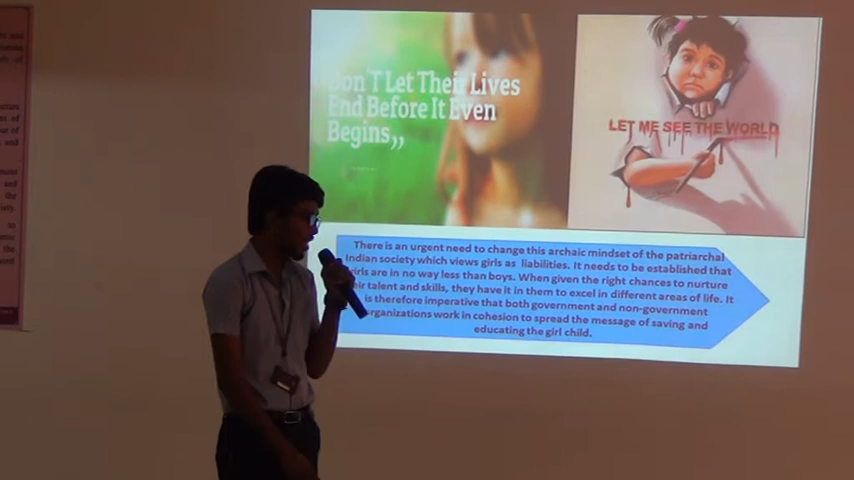 Don'T Let Their Lives
End Before It Even
Begins,,
LET ME SEE THE WORLD
There is an urgent need to change this archaic mindset of the patriarchal
Indian society which views girls as liabilities. It needs to be established that
girls are in no way less than boys. When given the right chances to nurture
their talent and skills, they have it in them to excel in different areas of life. It
is therefore imperative that both government and non-government
organizations work in cohesion to spread the message of saving and
educating the girl child.